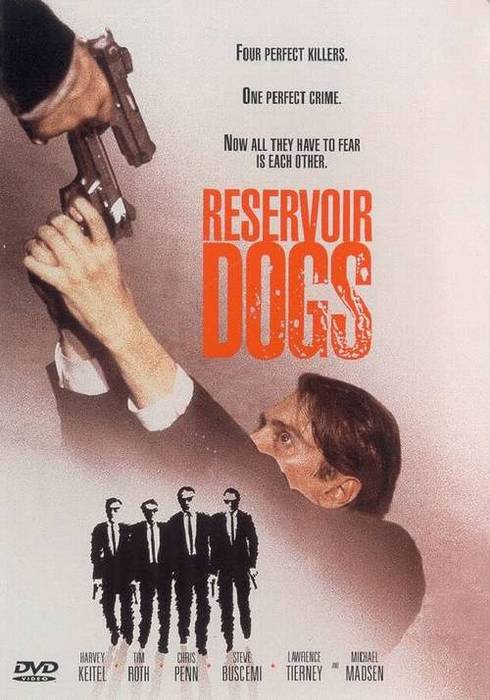 FOUR PERFECT KILLERS.
ONE PERFECT CRIME.
NOW ALL THEY HAVE TO FEAR
IS EACH OTHER.
RESERVOIR
DOGS
HARVEY KEITEL • TIM ROTH • CHRIS PENN • STEVE BUSCEMI • LAWRENCE TIERNEY AND MICHAEL MADSEN
DVD
VIDEO